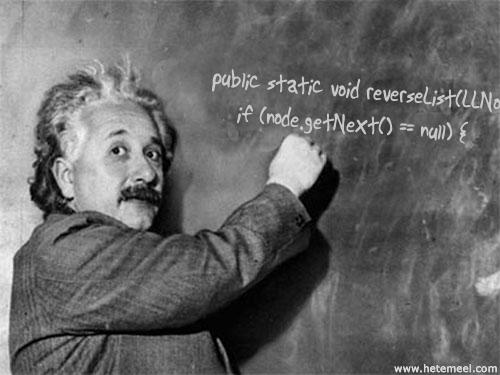 public static void reverseList(LLNo
if (node.getNext() == null) {
www.hetemeel.com